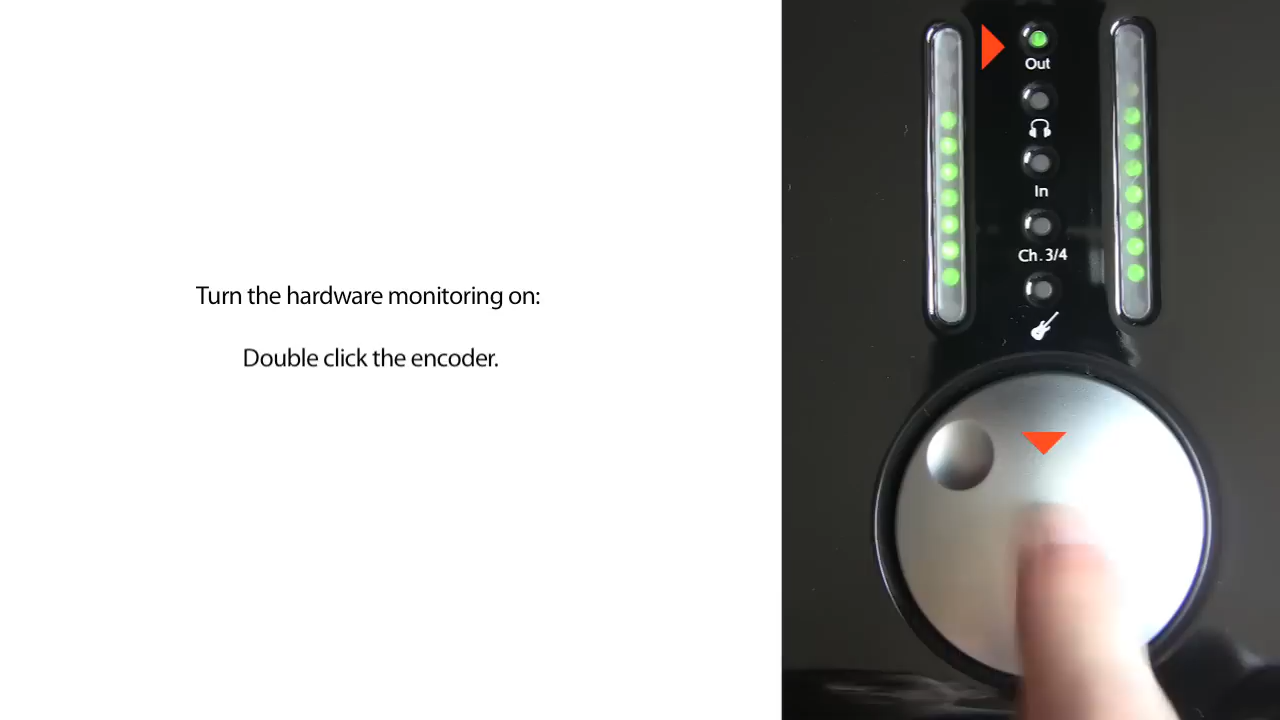 Turn the hardware monitoring on:
Double click the encoder.
Out
In
Ch. 3/4